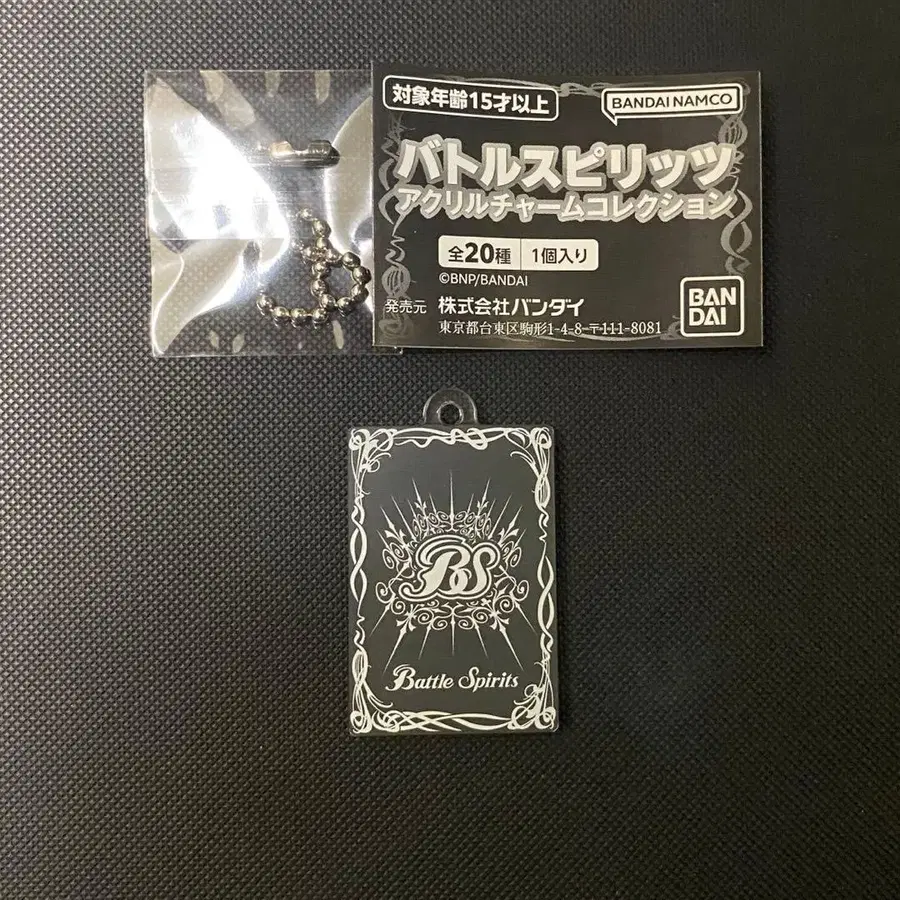 対象年齢15才以上
BANDAI NAMCO
バトルスピリッツ
アクリルチャームコレクション
全20種 1個入り
©BNP/BANDAI
発売元 株式会社バンダイ
東京都台東区駒形1-4-8 〒111-8081
BAN
DAI
BS
Battle Spirits